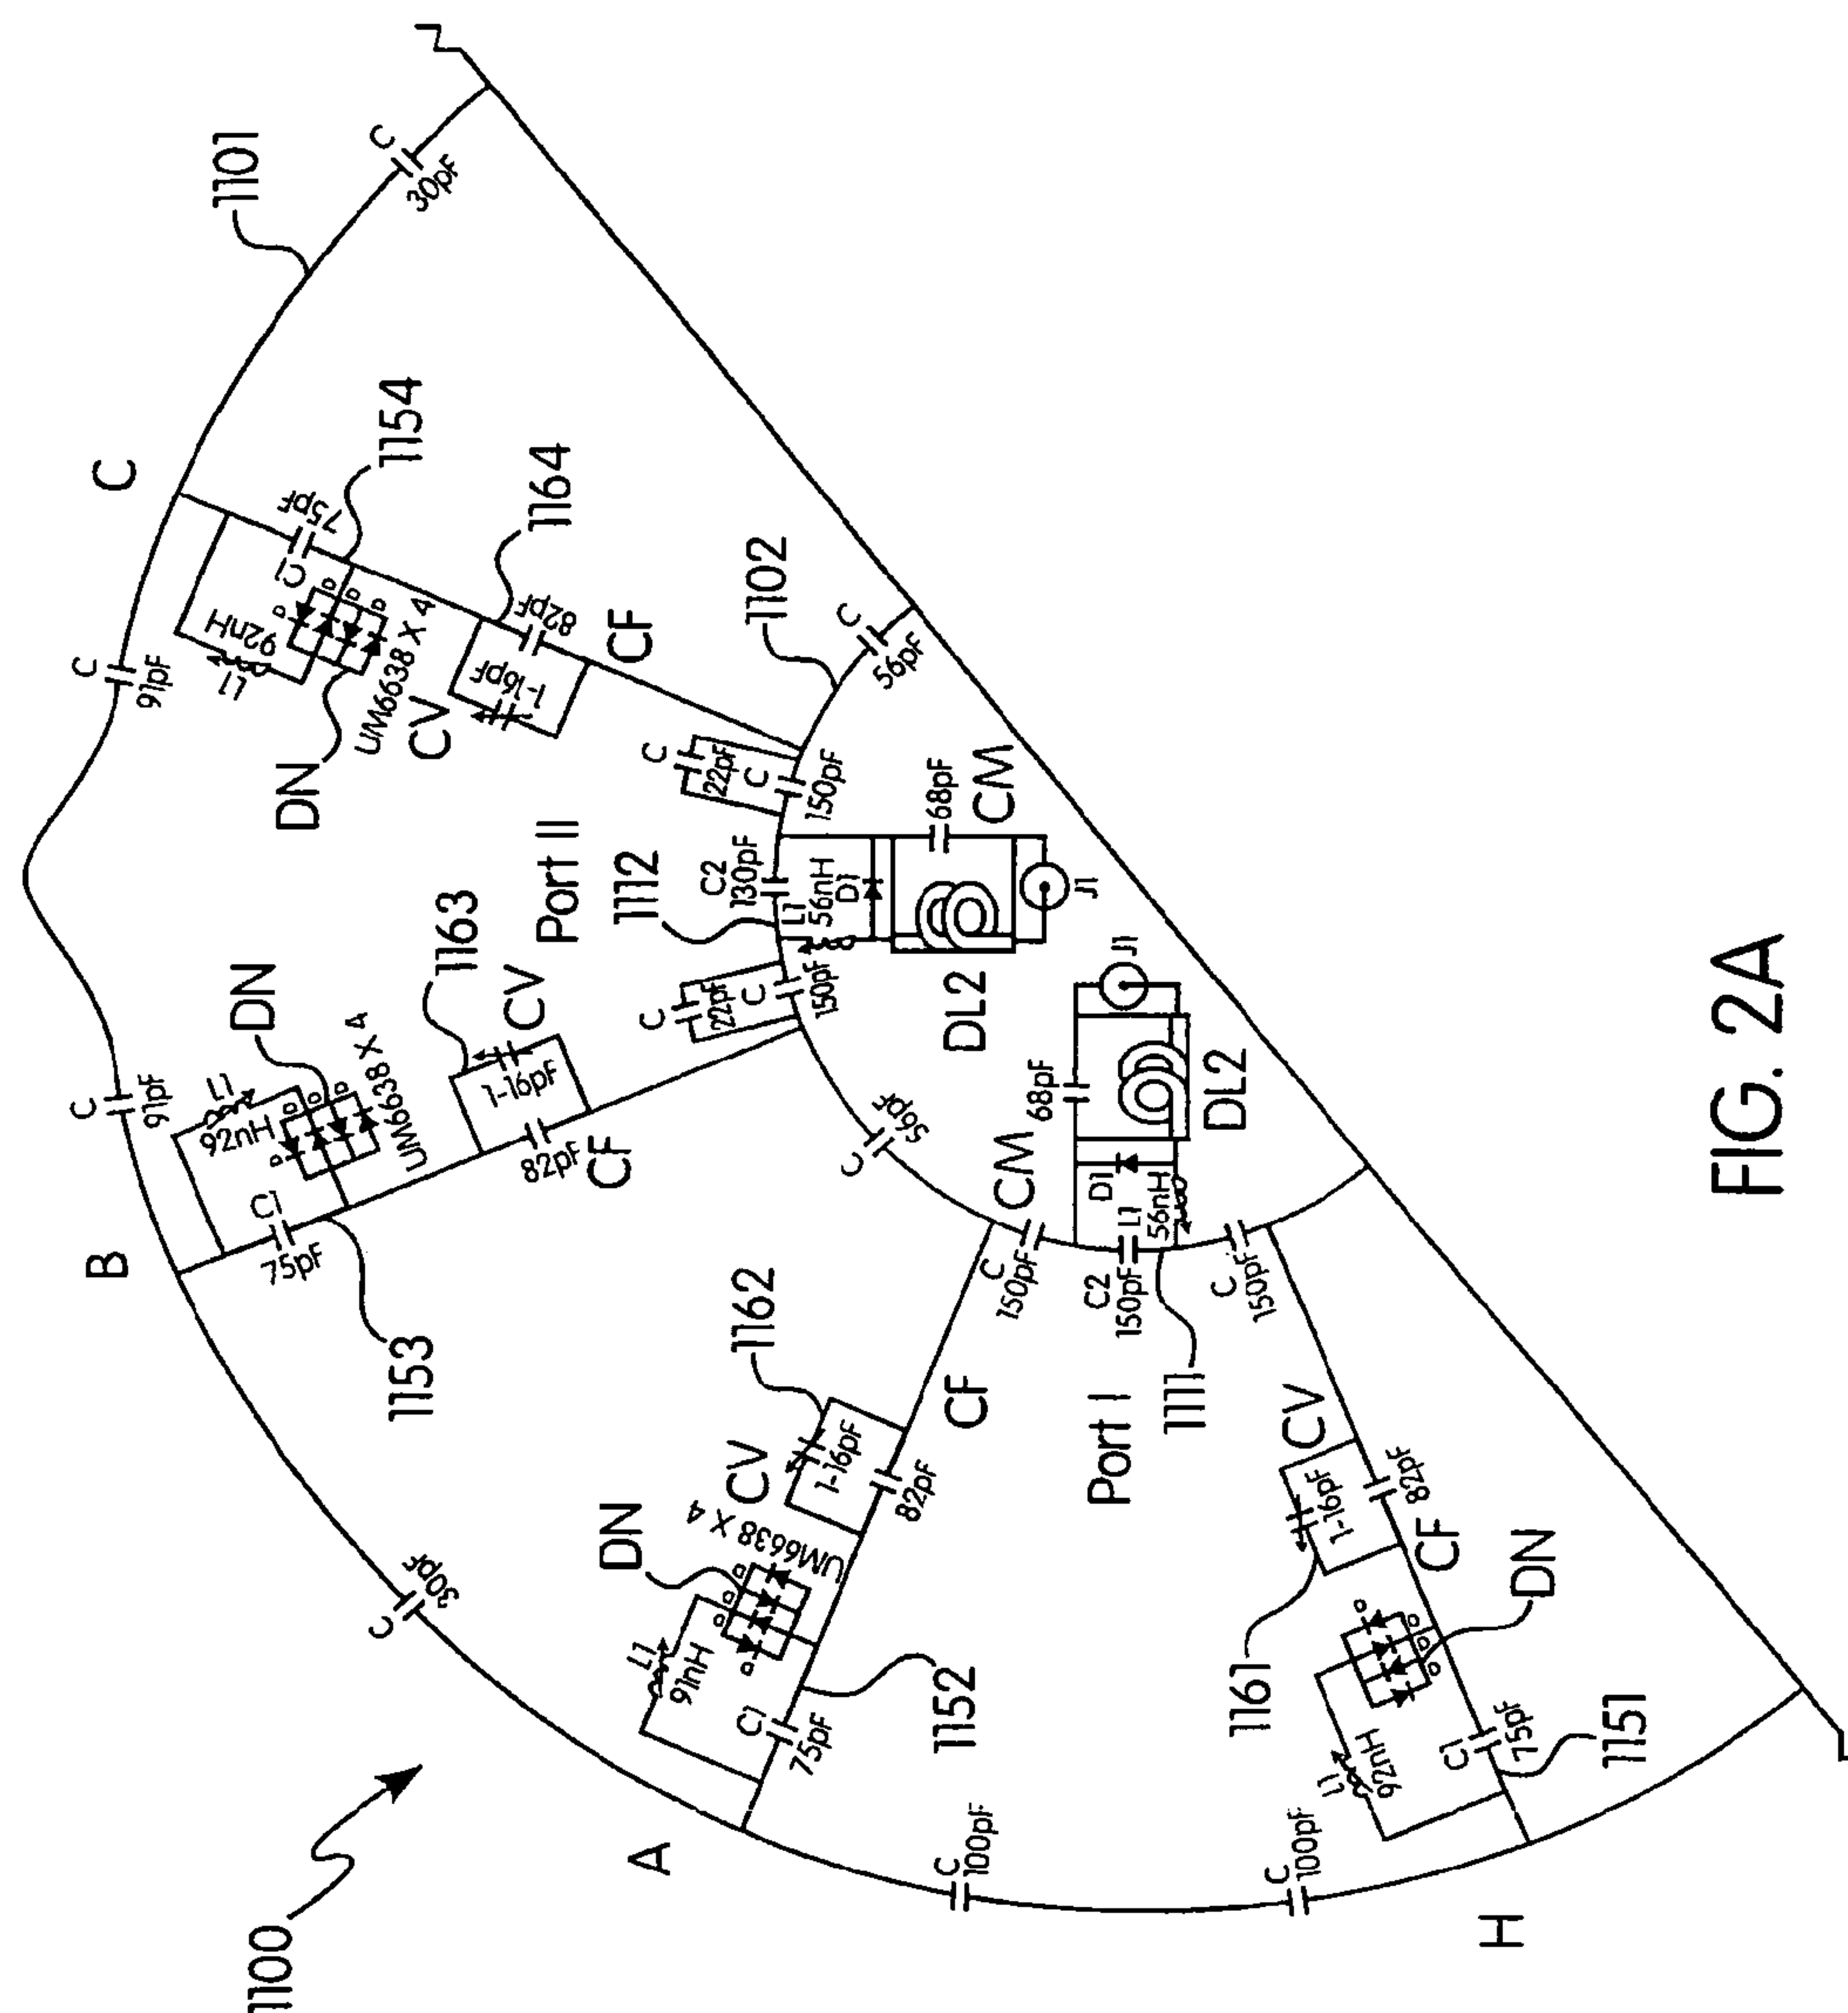 1100
1101
C
30pF
C
C
91pF
75pF
C1
92nH
L1
1154
DN
UM6638 X 4
CV
1-16pF
1164
82pF
CF
1102
C
56pF
C
22pF
C
150pF
Port II
1112
C2
130pF
L1
56nH
D1
68pF
CM
J1
DL2
C
22pF
C
150pF
1163
CV
1-16pF
82pF
CF
DN
UM6638 X 4
L1
92nH
C1
75pF
1153
C
91pF
B
C
56pF
C
30pF
A
C1
75pF
L1
91nH
DN
UM6638 X 4
1152
CV
1-16pF
1162
82pF
CF
C
150pF
CM
68pF
J1
DL2
D1
L1
56nH
C2
150pF
1111
Port I
C
150pF
CV
1-16pF
1161
82pF
CF
DN
L1
92nH
C1
75pF
1151
C
100pF
C
100pF
H
FIG. 2A